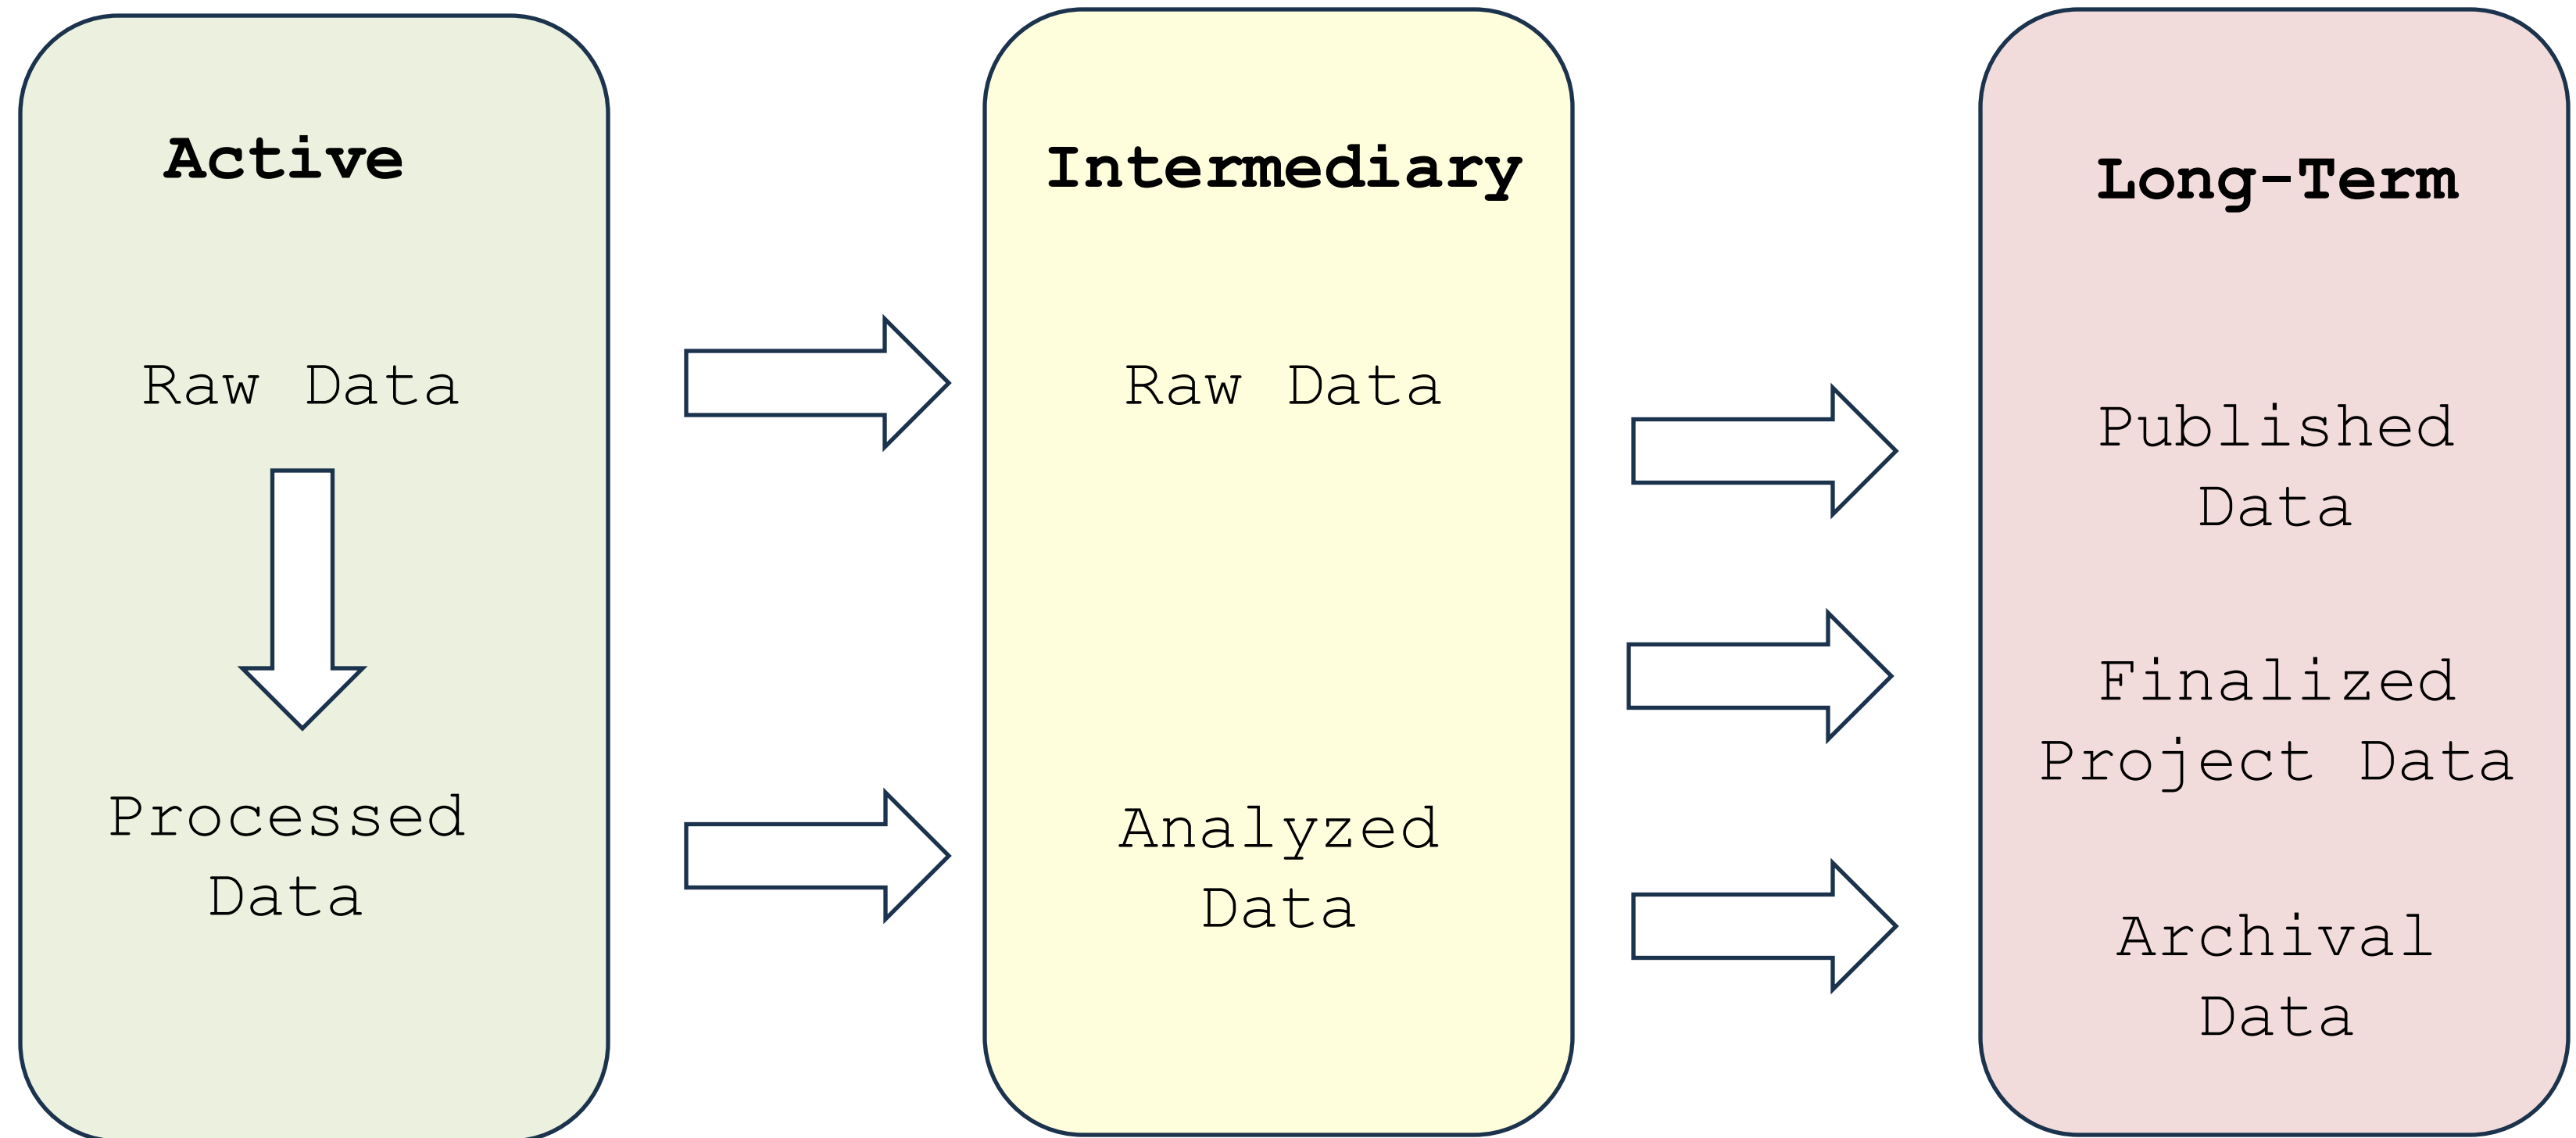 Active
Raw Data
Processed
Data
Intermediary
Raw Data
Analyzed
Data
Long-Term
Published
Data
Finalized
Project Data
Archival
Data